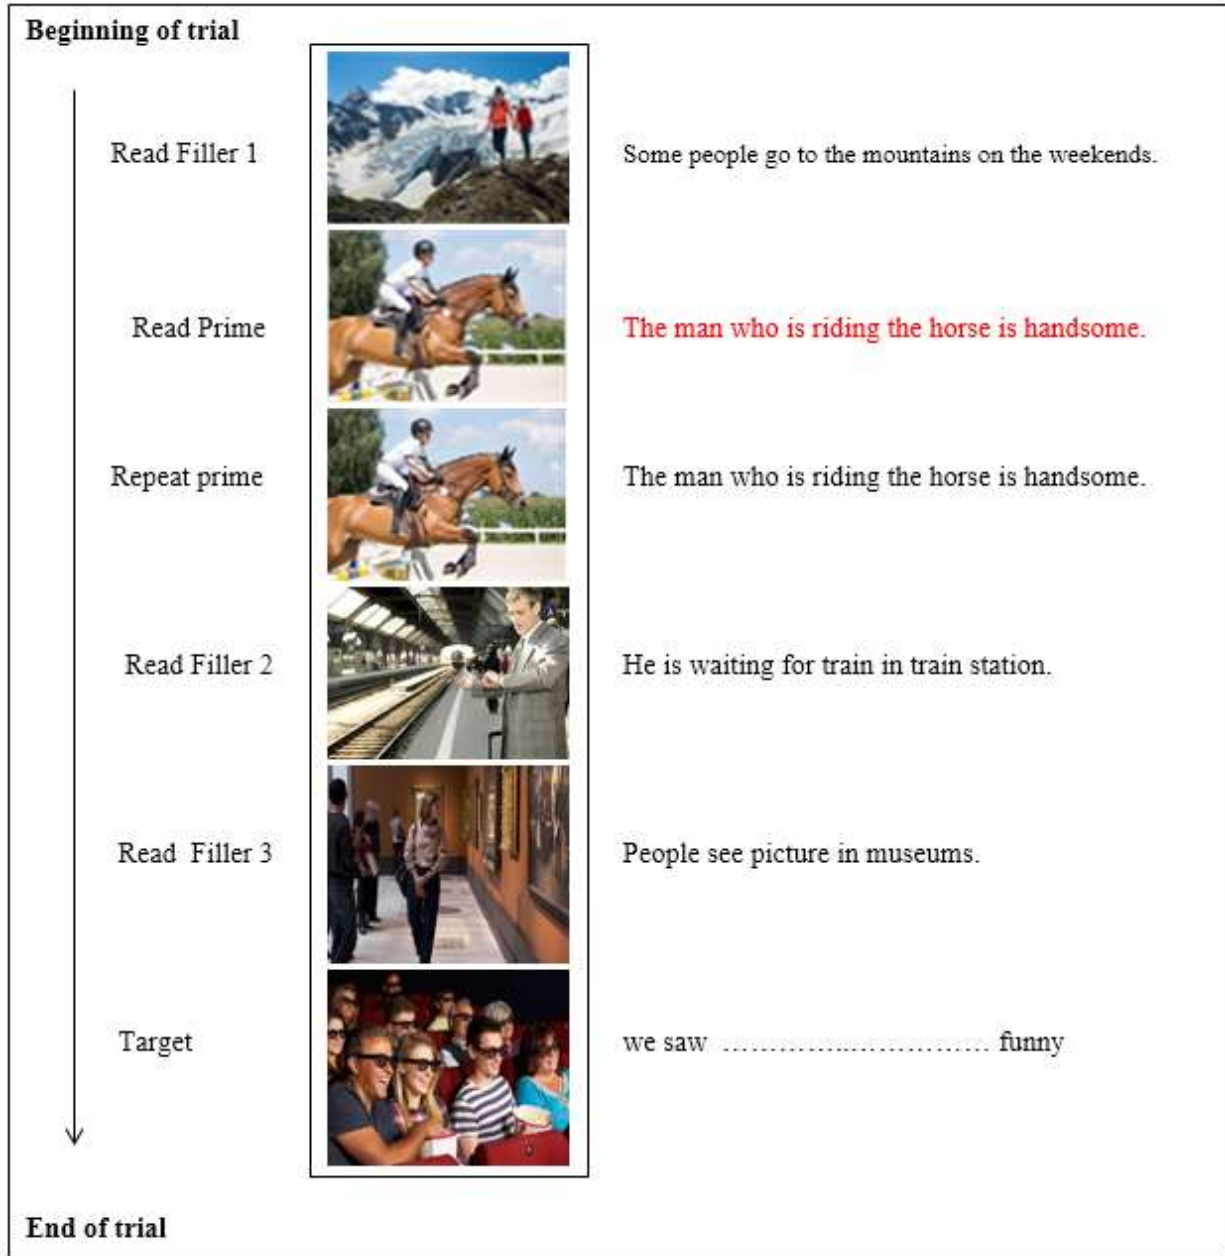 Beginning of trial
Read Filler 1 Some people go to the mountains on the weekends.
Read Prime The man who is riding the horse is handsome.
Repeat prime The man who is riding the horse is handsome.
Read Filler 2 He is waiting for train in train station.
Read Filler 3 People see picture in museums.
Target we saw ………….…………… funny
End of trial